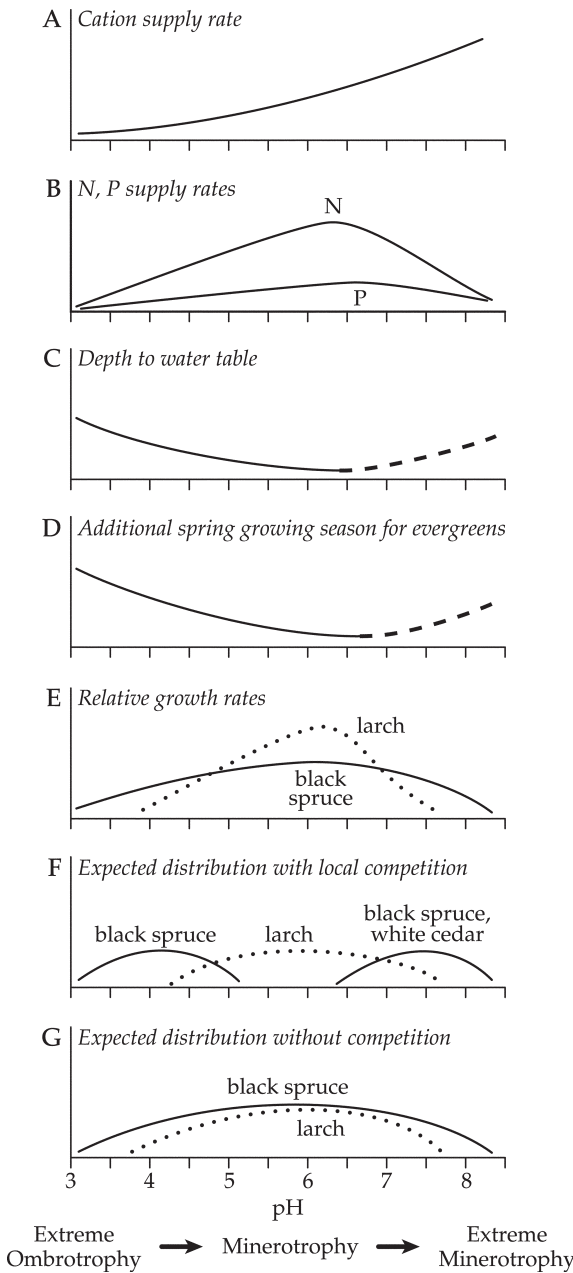 A Cation supply rate
B N, P supply rates
N
P
C Depth to water table
D Additional spring growing season for evergreens
E Relative growth rates
larch
black
spruce
F Expected distribution with local competition
black spruce,
white cedar
black spruce
larch
G Expected distribution without competition
black spruce
larch
3 4 5 6 7 8
pH
Extreme
Ombrotrophy
Minerotrophy
Extreme
Minerotrophy